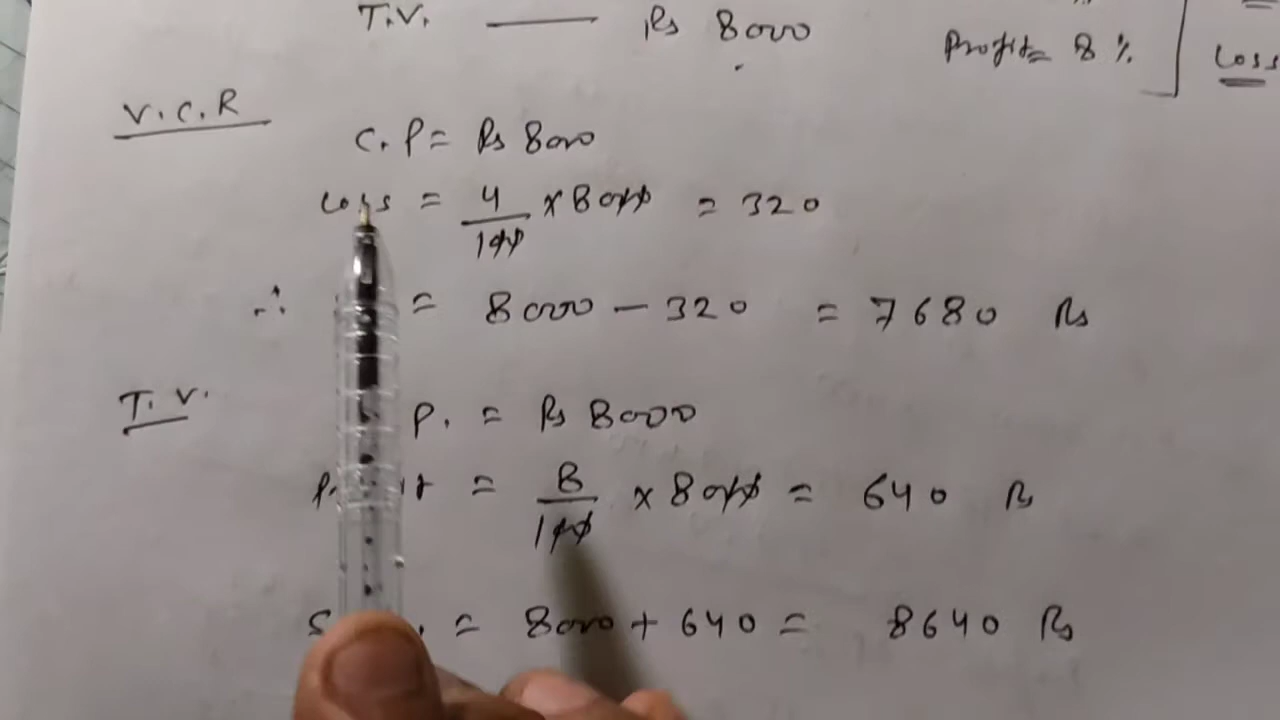 T.V. — Rs 8000
Profit = 8 %
Loss
V.C.R
C.P = Rs 8000
Loss = 4/100 × 8000 = 320
∴ = 8000 - 320 = 7680 Rs
T.V.
P. = Rs 8000
= 8/100 × 8000 = 640 Rs
S = 8000 + 640 = 8640 Rs